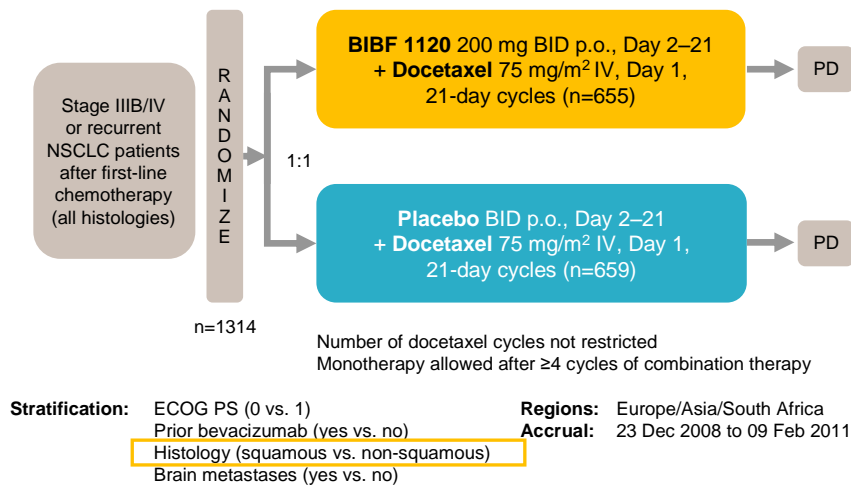 Stage IIIB/IV
or recurrent
NSCLC patients
after first-line
chemotherapy
(all histologies)
RANDOMIZE
n=1314
1:1
BIBF 1120 200 mg BID p.o., Day 2–21
+ Docetaxel 75 mg/m² IV, Day 1,
21-day cycles (n=655)
PD
Placebo BID p.o., Day 2–21
+ Docetaxel 75 mg/m² IV, Day 1,
21-day cycles (n=659)
PD
Number of docetaxel cycles not restricted
Monotherapy allowed after ≥4 cycles of combination therapy
Stratification: ECOG PS (0 vs. 1)
Prior bevacizumab (yes vs. no)
Histology (squamous vs. non-squamous)
Brain metastases (yes vs. no)
Regions: Europe/Asia/South Africa
Accrual: 23 Dec 2008 to 09 Feb 2011